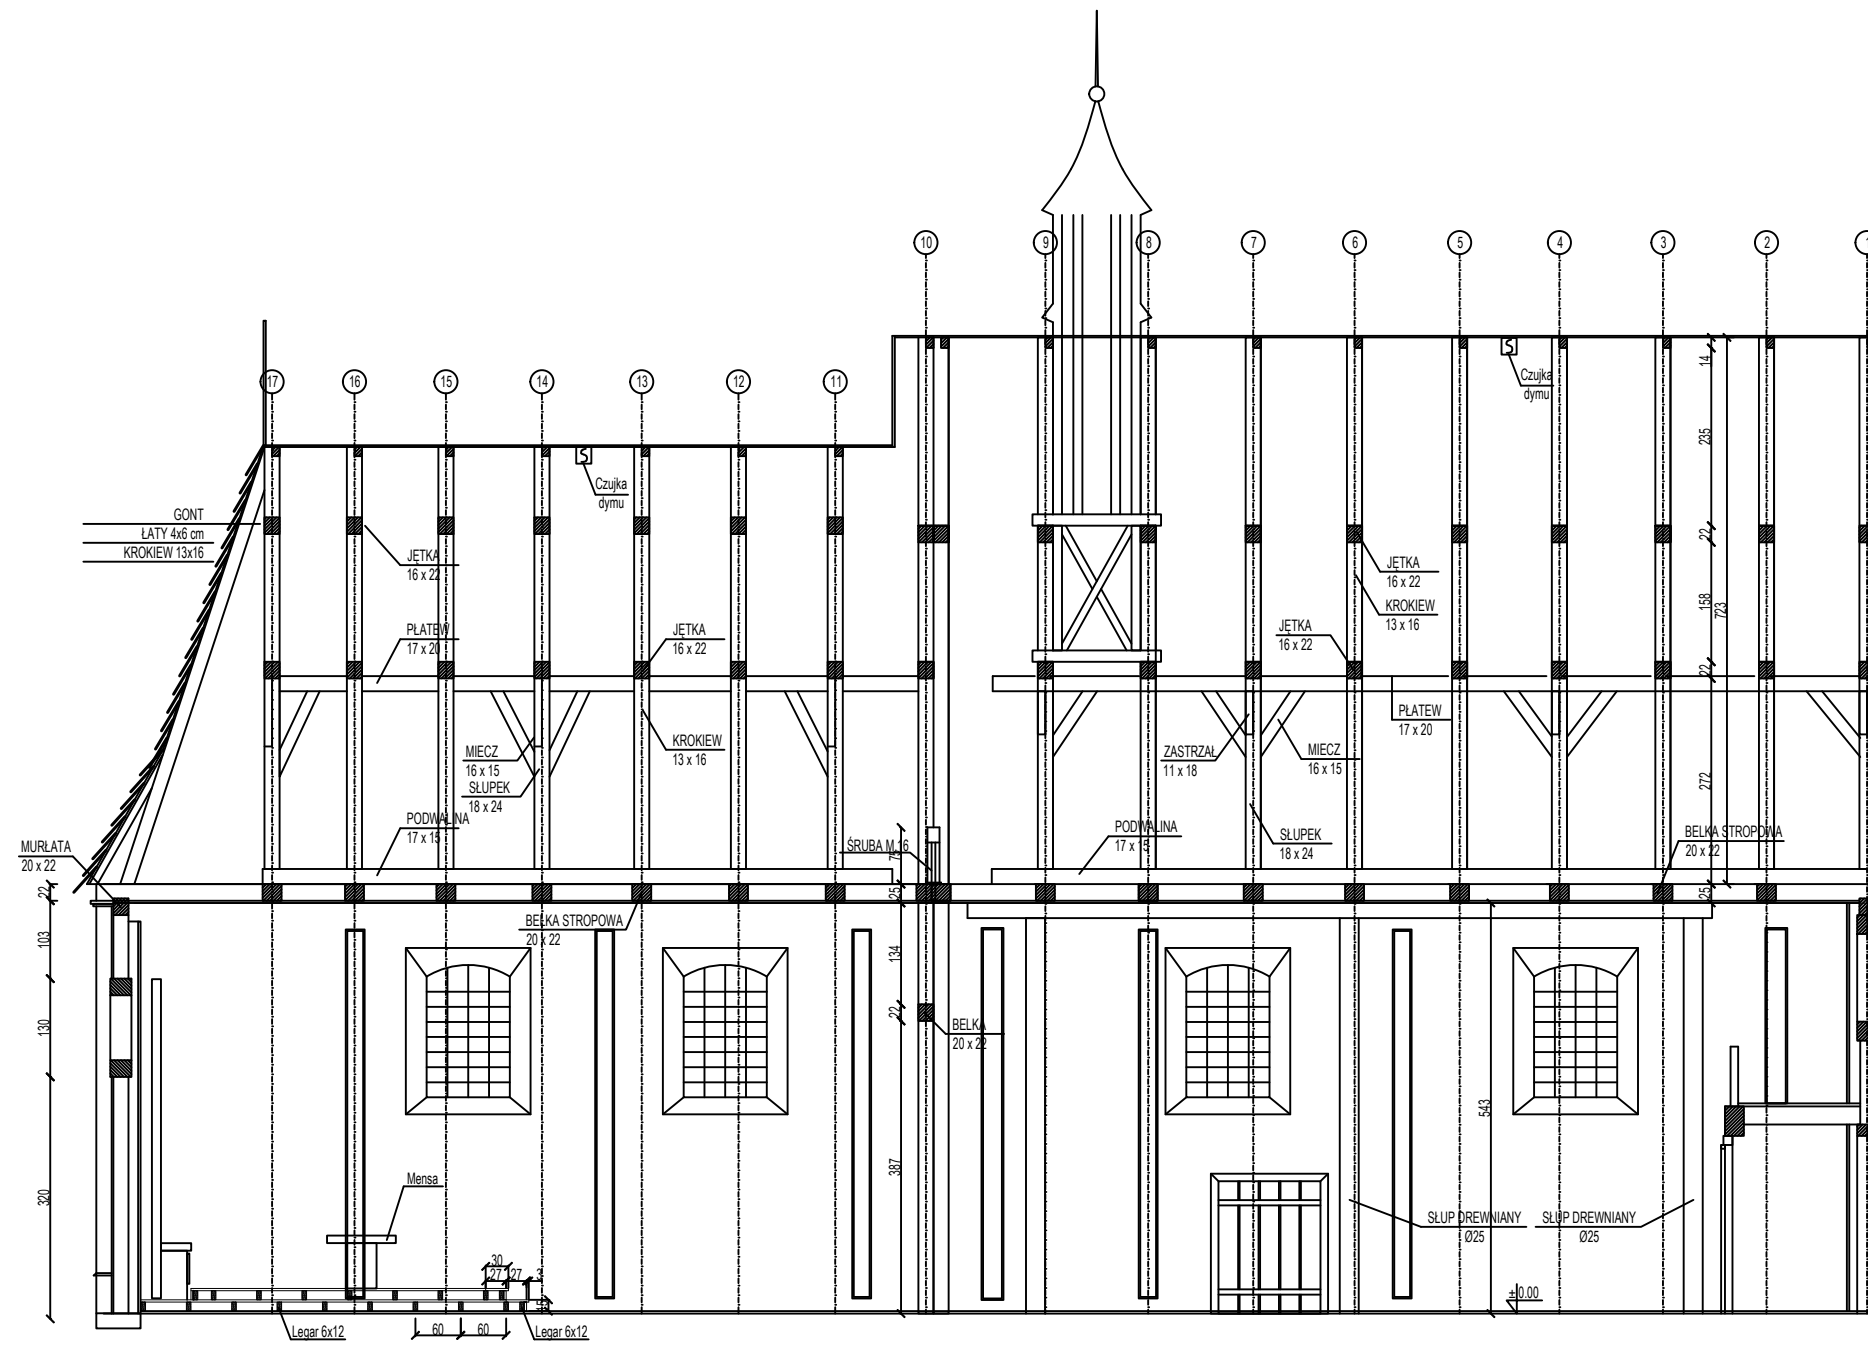 10
9
8
7
6
5
4
3
2
1
17
16
15
14
13
12
11
Czujka
dymu
Czujka
dymu
GONT
ŁATY 4x6 cm
KROKIEW 13x16
JĘTKA
16 x 22
PŁATEW
17 x 20
JĘTKA
16 x 22
JĘTKA
16 x 22
KROKIEW
13 x 16
JĘTKA
16 x 22
MIECZ
16 x 15
SŁUPEK
18 x 24
KROKIEW
13 x 16
PŁATEW
17 x 20
ZASTRZAŁ
11 x 18
MIECZ
16 x 15
PODWALINA
17 x 15
ŚRUBA M 16
PODWALINA
17 x 15
SŁUPEK
18 x 24
BELKA STROPOWA
20 x 22
MURŁATA
20 x 22
BELKA STROPOWA
20 x 22
BELKA
20 x 22
14
235
22
158
723
22
272
25
75
25
134
22
387
543
22
103
130
320
Mensa
30
27
27
3
15
60
60
Legar 6x12
Legar 6x12
SŁUP DREWNIANY
Ø25
SŁUP DREWNIANY
Ø25
±0.00